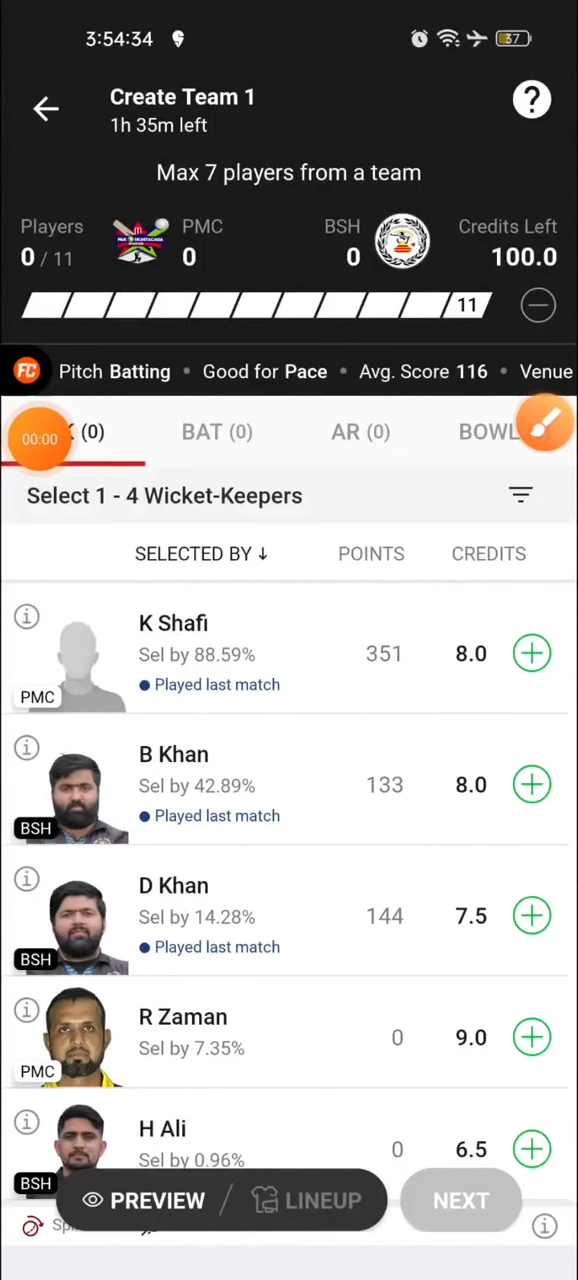 3:54:34
37
Create Team 1
1h 35m left
?
Max 7 players from a team
Players
0 / 11
PMC
0
BSH
0
Credits Left
100.0
11
FC Pitch Batting • Good for Pace • Avg. Score 116 • Venue
00:00
(0)
BAT (0)
AR (0)
BOWL
Select 1 - 4 Wicket-Keepers
SELECTED BY ↓ POINTS CREDITS
K Shafi
Sel by 88.59% 351 8.0
Played last match
PMC
B Khan
Sel by 42.89% 133 8.0
Played last match
BSH
D Khan
Sel by 14.28% 144 7.5
Played last match
BSH
R Zaman
Sel by 7.35% 0 9.0
PMC
H Ali
Sel by 0.96% 0 6.5
BSH
PREVIEW / LINEUP
NEXT